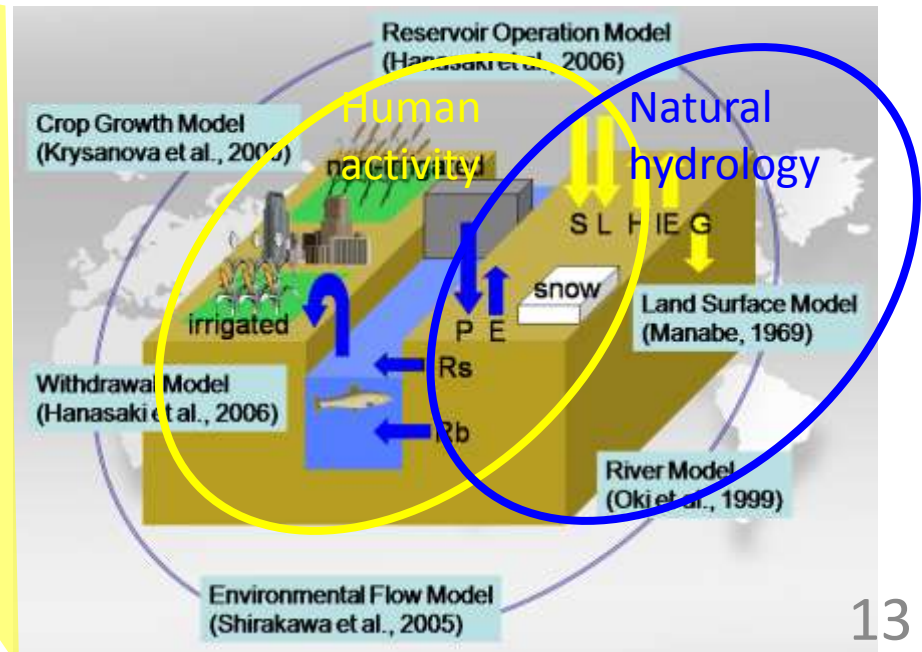 Reservoir Operation Model
(Hanasaki et al., 2006)
Human
activity
Natural
hydrology
Crop Growth Model
(Krysanova et al., 2000)
S L H lE G
snow
irrigated
P E
Land Surface Model
(Manabe, 1969)
Rs
Withdrawal Model
(Hanasaki et al., 2006)
Rb
River Model
(Oki et al., 1999)
Environmental Flow Model
(Shirakawa et al., 2005)
13